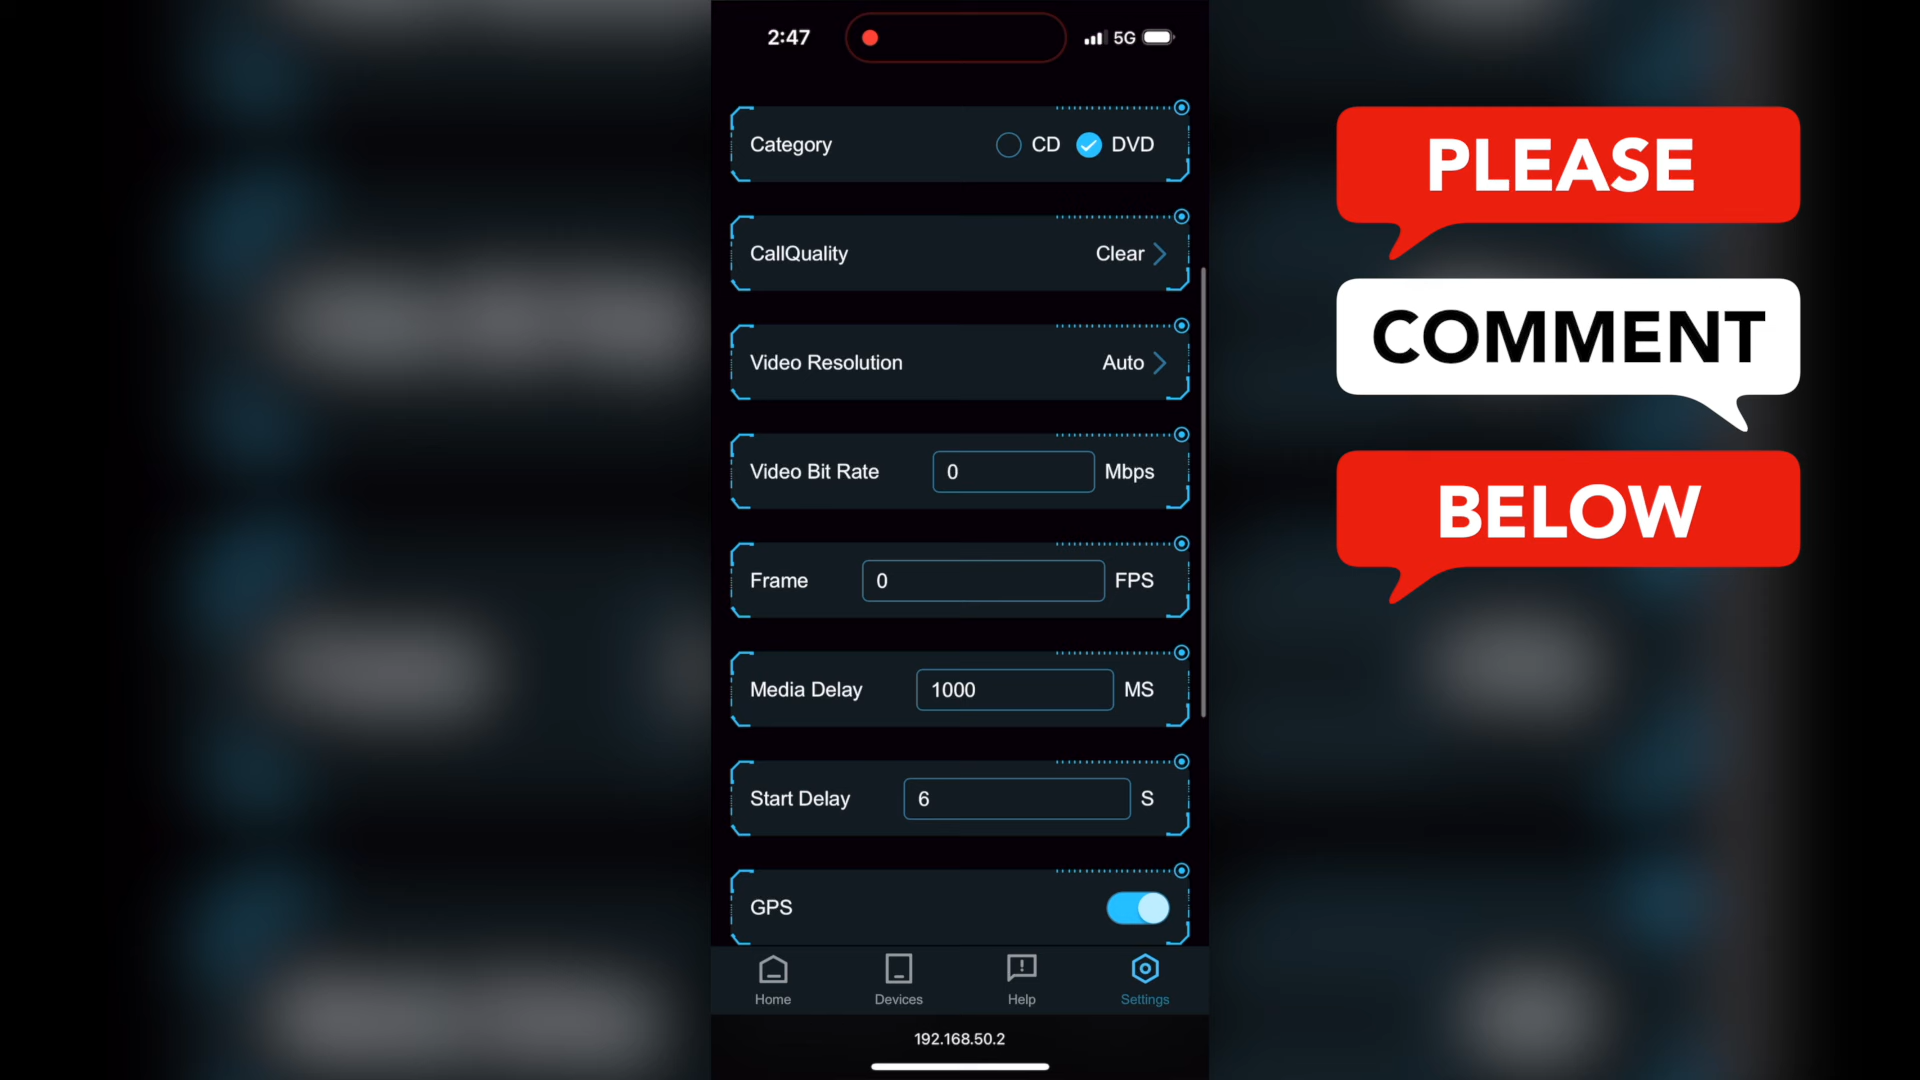 2:47
5G
Category CD DVD
CallQuality Clear
Video Resolution Auto
Video Bit Rate 0 Mbps
Frame 0 FPS
Media Delay 1000 MS
Start Delay 6 S
GPS
Home Devices Help Settings
192.168.50.2
PLEASE
COMMENT
BELOW